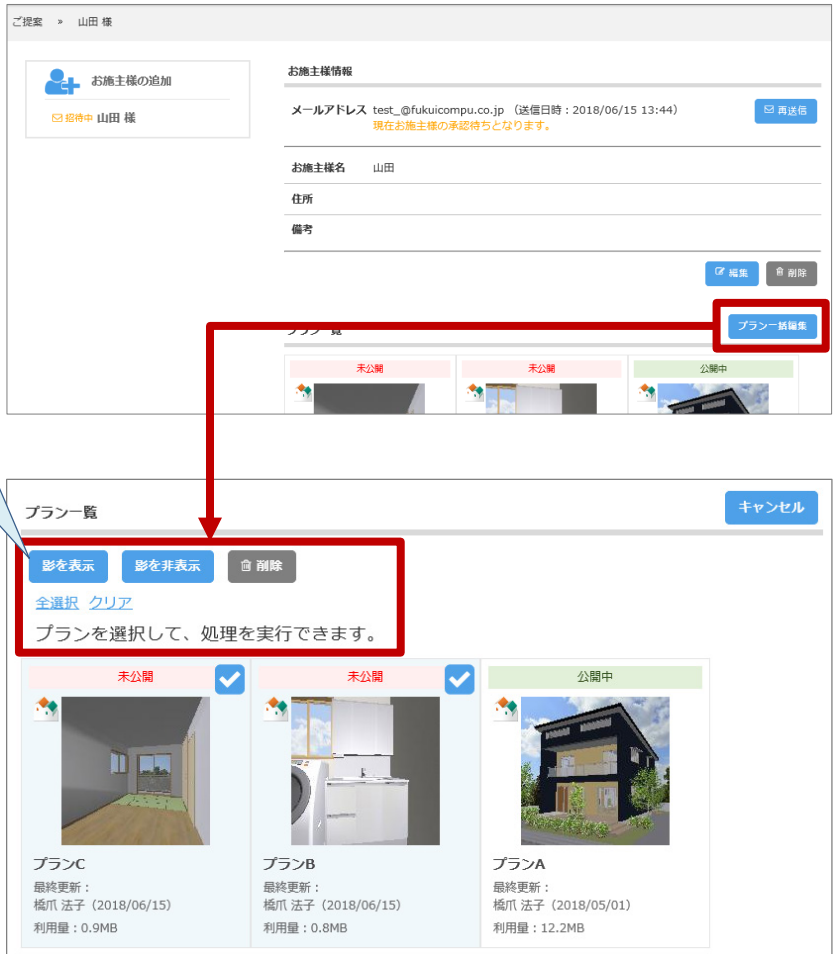 ご提案 » 山田 様
お施主様の追加
招待中 山田 様
お施主様情報
メールアドレス test_@fukuicompu.co.jp （送信日時：2018/06/15 13:44）
再送信
現在お施主様の承認待ちとなります。
お施主様名 山田
住所
備考
編集 削除
プラン一括編集
プラン一覧
未公開 未公開 公開中
プラン一覧
キャンセル
影を表示 影を非表示 削除
全選択 クリア
プランを選択して、処理を実行できます。
未公開 未公開 公開中
プランC プランB プランA
最終更新： 最終更新： 最終更新：
橋爪 法子（2018/06/15） 橋爪 法子（2018/06/15） 橋爪 法子（2018/05/01）
利用量：0.9MB 利用量：0.8MB 利用量：12.2MB